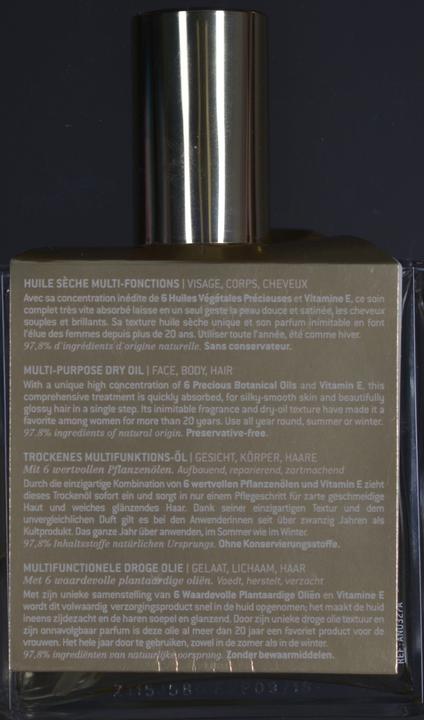 HUILE SÈCHE MULTI-FONCTIONS | VISAGE, CORPS, CHEVEUX
Avec sa concentration inédite de 6 Huiles Végétales Précieuses et Vitamine E, ce soin
complet très vite absorbé laisse en un seul geste la peau douce et satinée, les cheveux
souples et brillants. Sa texture huile sèche unique et son parfum inimitable en font
l'élue des femmes depuis plus de 20 ans. Utiliser toute l'année, été comme hiver.
97,8% d'ingrédients d'origine naturelle. Sans conservateur.
MULTI-PURPOSE DRY OIL | FACE, BODY, HAIR
With a unique high concentration of 6 Precious Botanical Oils and Vitamin E, this
comprehensive treatment is quickly absorbed, for silky-smooth skin and beautifully
glossy hair in a single step. Its inimitable fragrance and dry-oil texture have made it a
favorite among women for more than 20 years. Use all year round, summer or winter.
97.8% ingredients of natural origin. Preservative-free.
TROCKENES MULTIFUNKTIONS-ÖL | GESICHT, KÖRPER, HAARE
Mit 6 wertvollen Pflanzenölen. Aufbauend, reparierend, zartmachend
Durch die einzigartige Kombination von 6 wertvollen Pflanzenölen und Vitamin E zieht
dieses Trockenöl sofort ein und sorgt in nur einem Pflegeschritt für zarte geschmeidige
Haut und weiches glänzendes Haar. Dank seiner einzigartigen Textur und dem
unvergleichlichen Duft gilt es bei den Anwenderinnen seit über zwanzig Jahren als
Kultprodukt. Das ganze Jahr über anwenden, im Sommer wie im Winter.
97,8% Inhaltsstoffe natürlichen Ursprungs. Ohne Konservierungsstoffe.
MULTIFUNCTIONELE DROGE OLIE | GELAAT, LICHAAM, HAAR
Met 6 waardevolle plantaardige oliën. Voedt, herstelt, verzacht
Met zijn unieke samenstelling van 6 Waardevolle Plantaardige Oliën en Vitamine E
wordt dit volwaardig verzorgingsproduct snel in de huid opgenomen; het maakt de huid
ineens zijdezacht en de haren soepel en glanzend. Door zijn unieke droge olie textuur en
zijn onnavolgbaar parfum is deze olie al meer dan 20 jaar een favoriet product voor de
vrouwen. Het hele jaar door te gebruiken, zowel in de zomer als in de winter.
97,8% ingrediënten van natuurlijke oorsprong. Zonder bewaarmiddelen.
REF: AN0327A